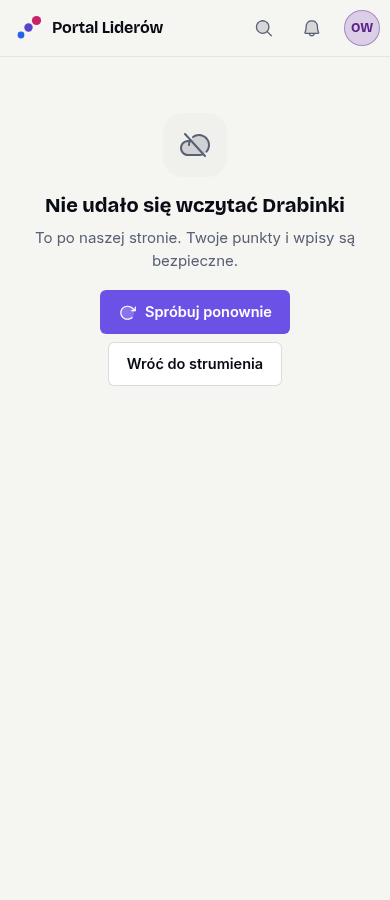 Portal Liderów
OW
Nie udało się wczytać Drabinki
To po naszej stronie. Twoje punkty i wpisy są
bezpieczne.
Spróbuj ponownie
Wróć do strumienia